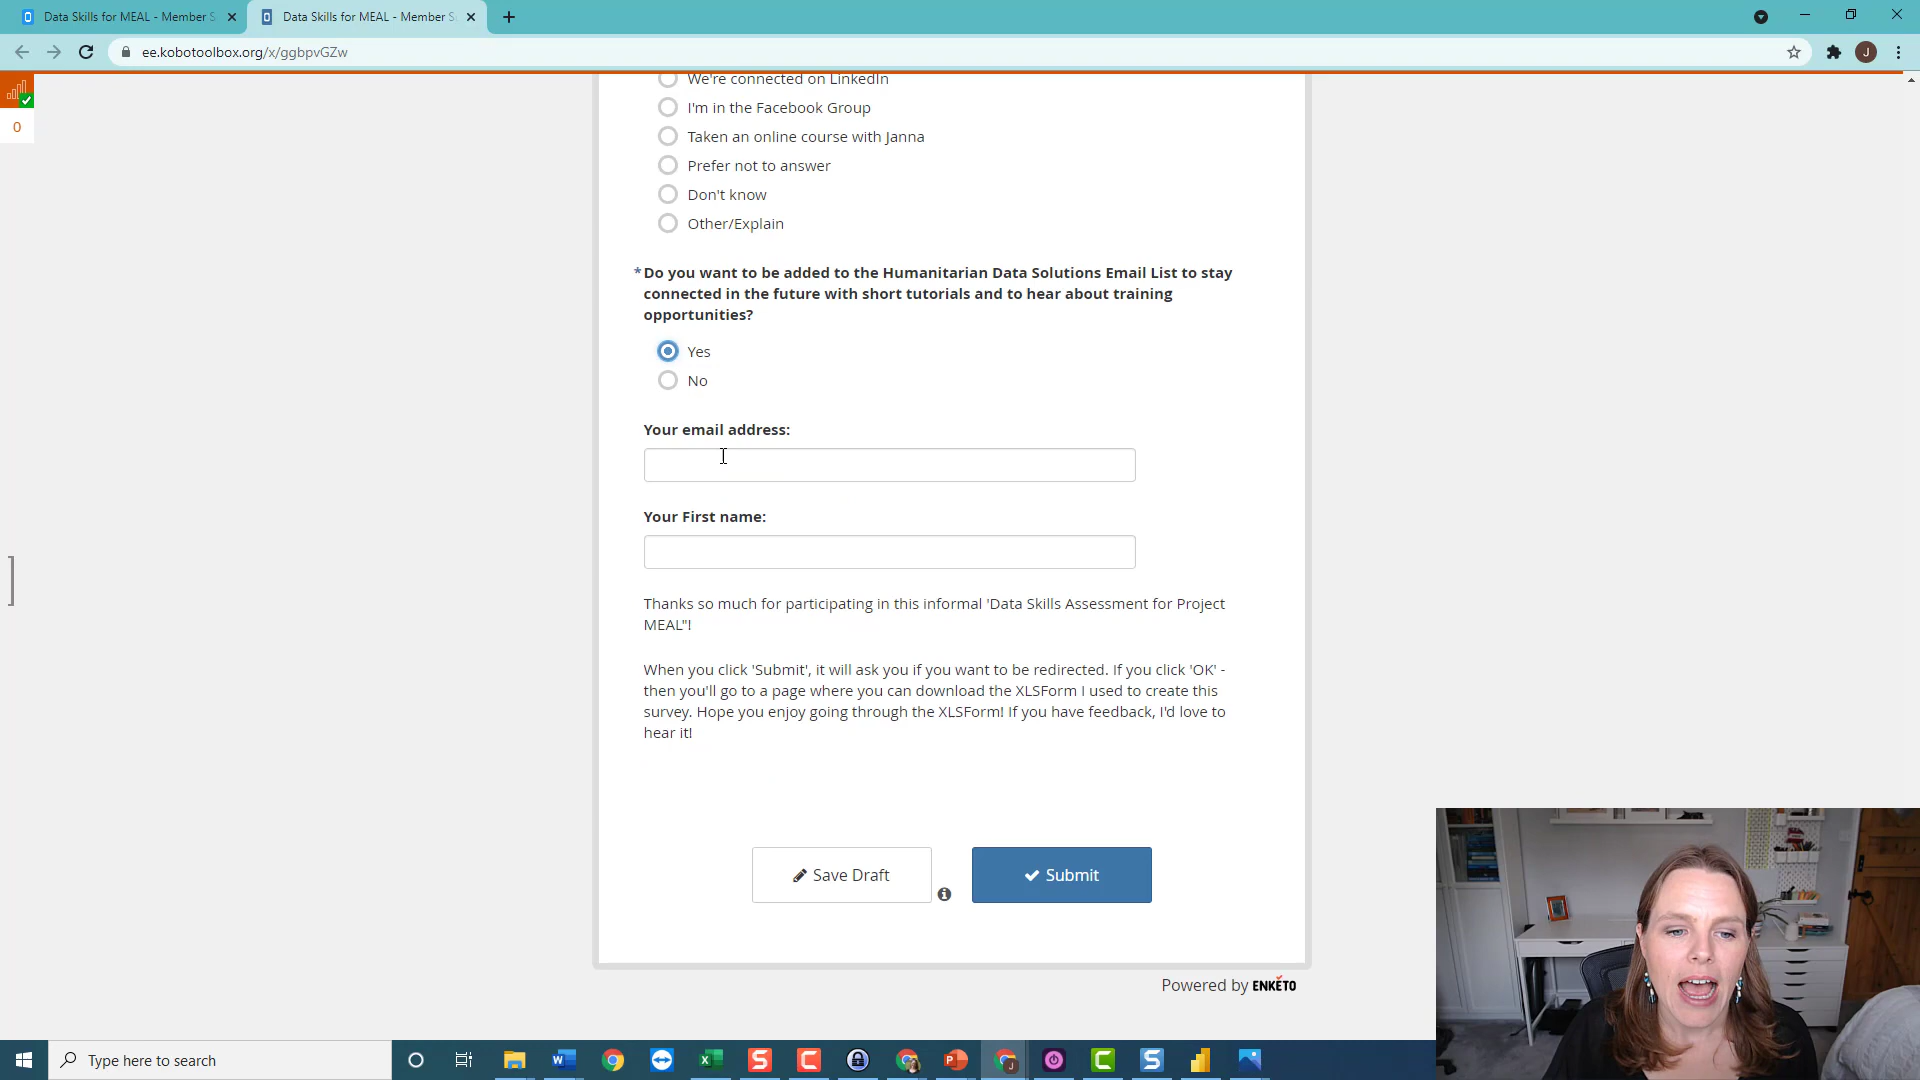 Data Skills for MEAL - Member S
Data Skills for MEAL - Member S
ee.kobotoolbox.org/x/ggbpvGZw
J
0
We're connected on LinkedIn
I'm in the Facebook Group
Taken an online course with Janna
Prefer not to answer
Don't know
Other/Explain
*Do you want to be added to the Humanitarian Data Solutions Email List to stay
connected in the future with short tutorials and to hear about training
opportunities?
Yes
No
Your email address:
Your First name:
Thanks so much for participating in this informal 'Data Skills Assessment for Project
MEAL"!
When you click 'Submit', it will ask you if you want to be redirected. If you click 'OK' -
then you'll go to a page where you can download the XLSForm I used to create this
survey. Hope you enjoy going through the XLSForm! If you have feedback, I'd love to
hear it!
Save Draft
Submit
Powered by ENKETO
Type here to search